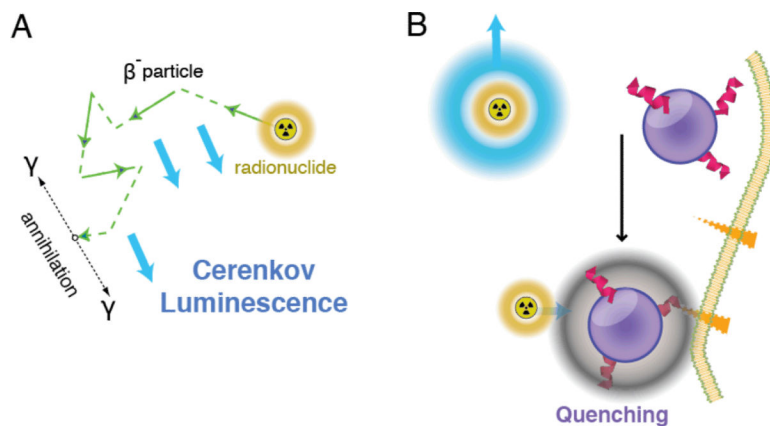 A
β⁻ particle
radionuclide
γ
annihilation
γ
Cerenkov
Luminescence
B
Quenching